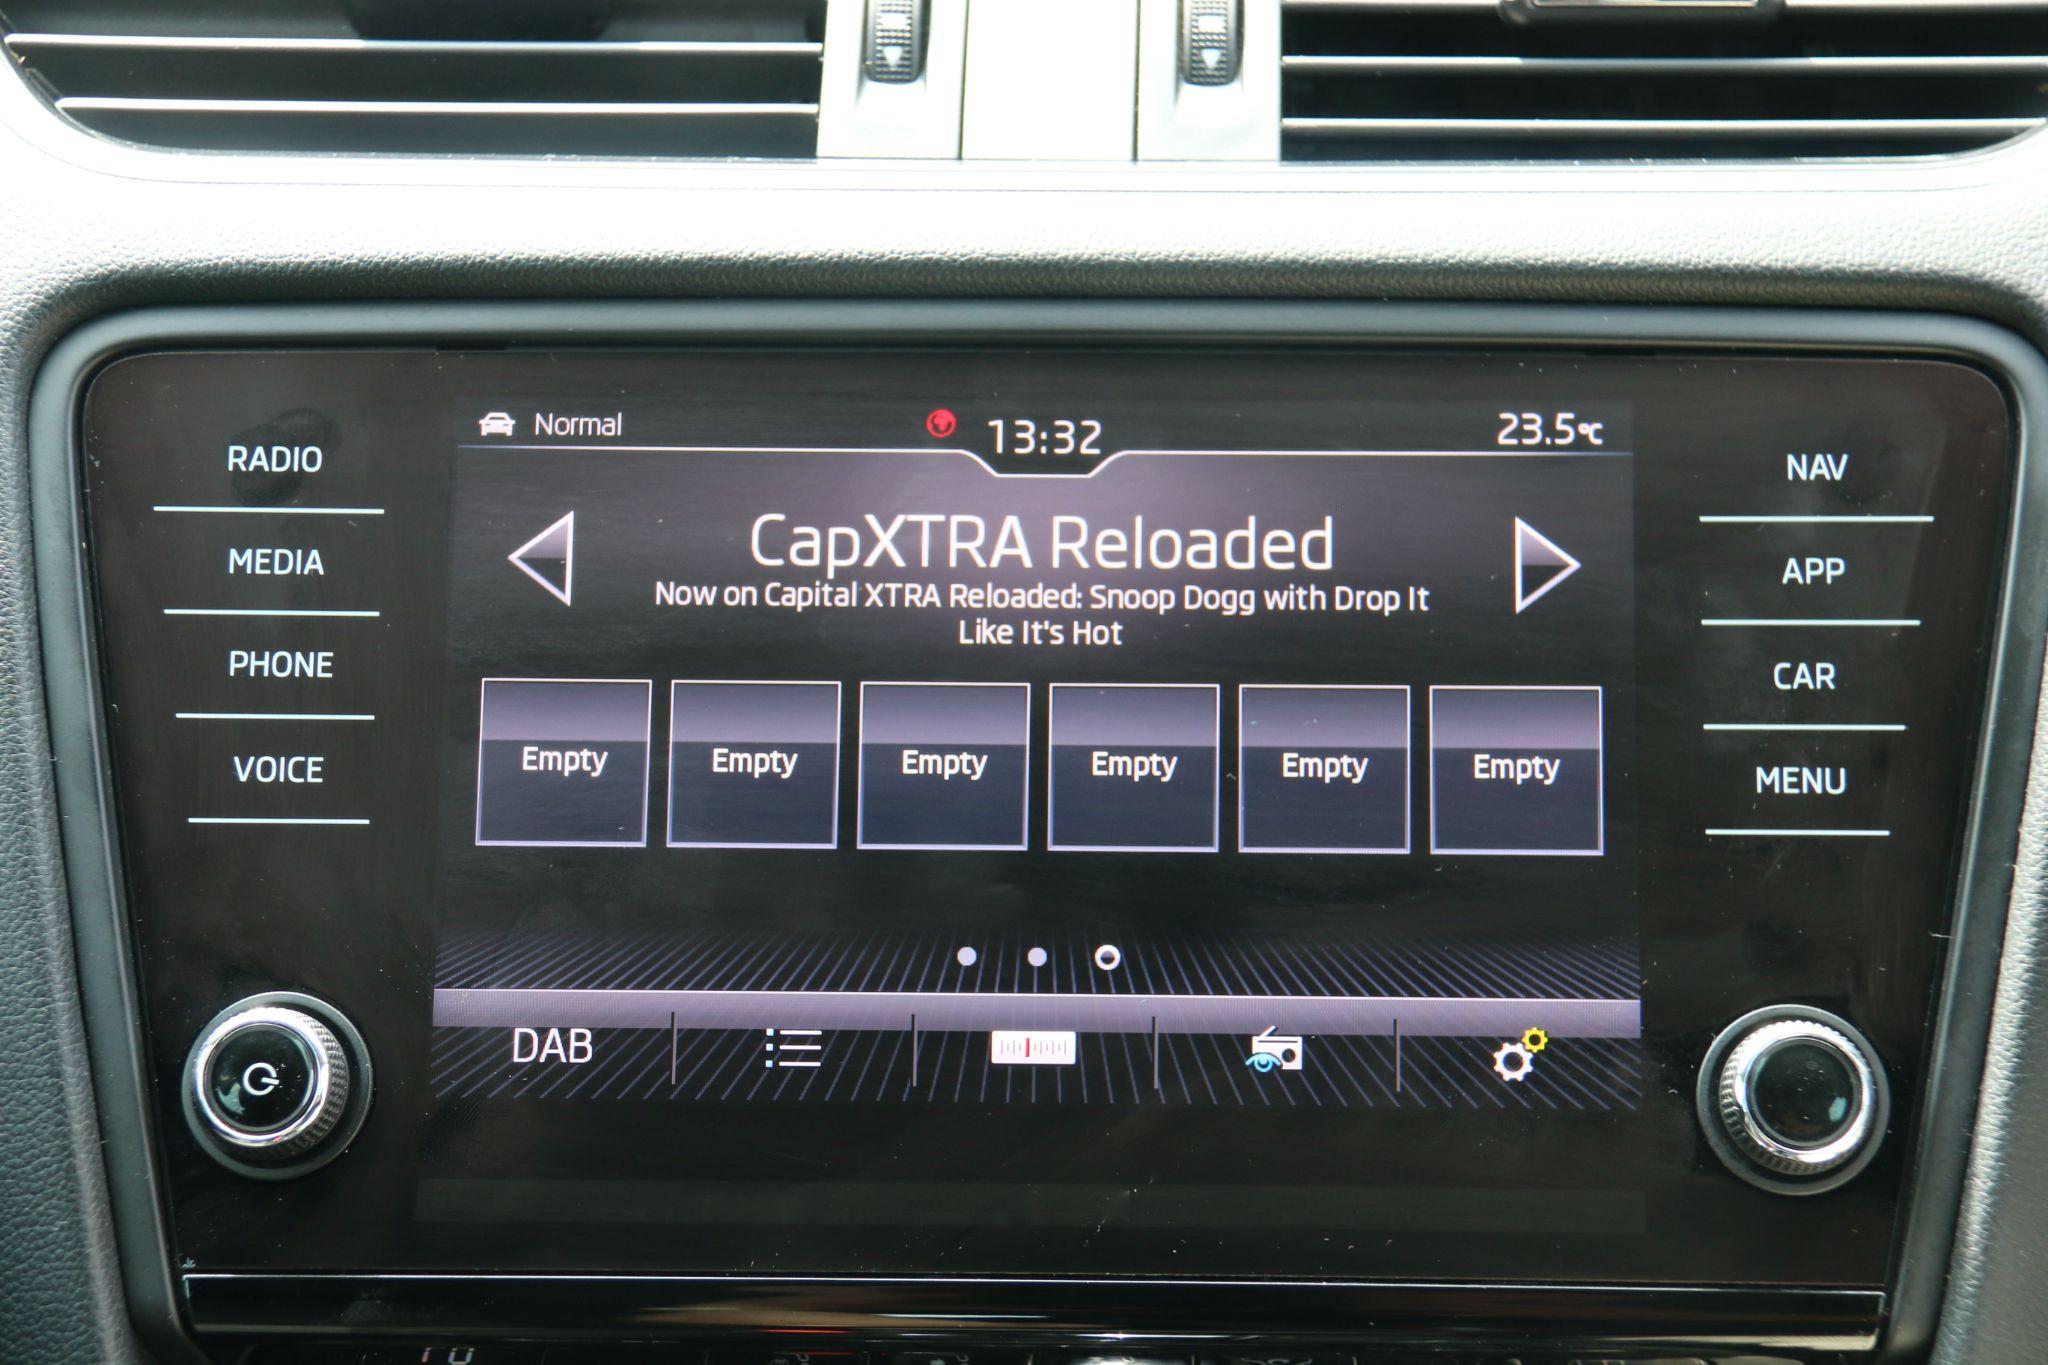 Normal
13:32
23.5°C
RADIO
MEDIA
PHONE
VOICE
CapXTRA Reloaded
Now on Capital XTRA Reloaded: Snoop Dogg with Drop It
Like It's Hot
Empty Empty Empty Empty Empty Empty
DAB
NAV
APP
CAR
MENU